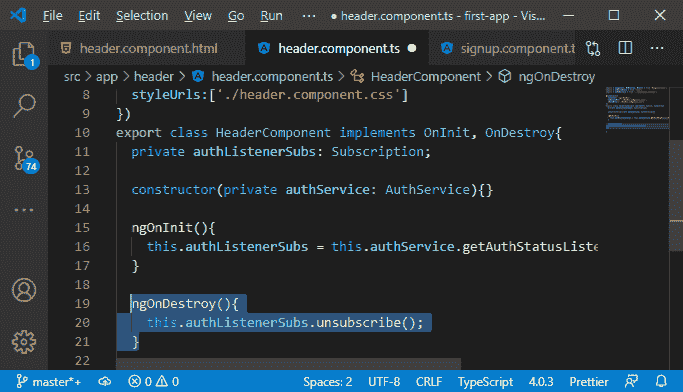 File Edit Selection View Go Run ··· ● header.component.ts - first-app - Vis...
header.component.html header.component.ts ● signup.component.t
src > app > header > header.component.ts > HeaderComponent > ngOnDestroy
8 styleUrls:['./header.component.css']
9 })
10 export class HeaderComponent implements OnInit, OnDestroy{
11 private authListenerSubs: Subscription;
12
13 constructor(private authService: AuthService){}
14
15 ngOnInit(){
16 this.authListenerSubs = this.authService.getAuthStatusListe
17 }
18
19 ngOnDestroy(){
20 this.authListenerSubs.unsubscribe();
21 }
22
1
74
master*+ 0 0 Spaces: 2 UTF-8 CRLF TypeScript 4.0.3 Prettier